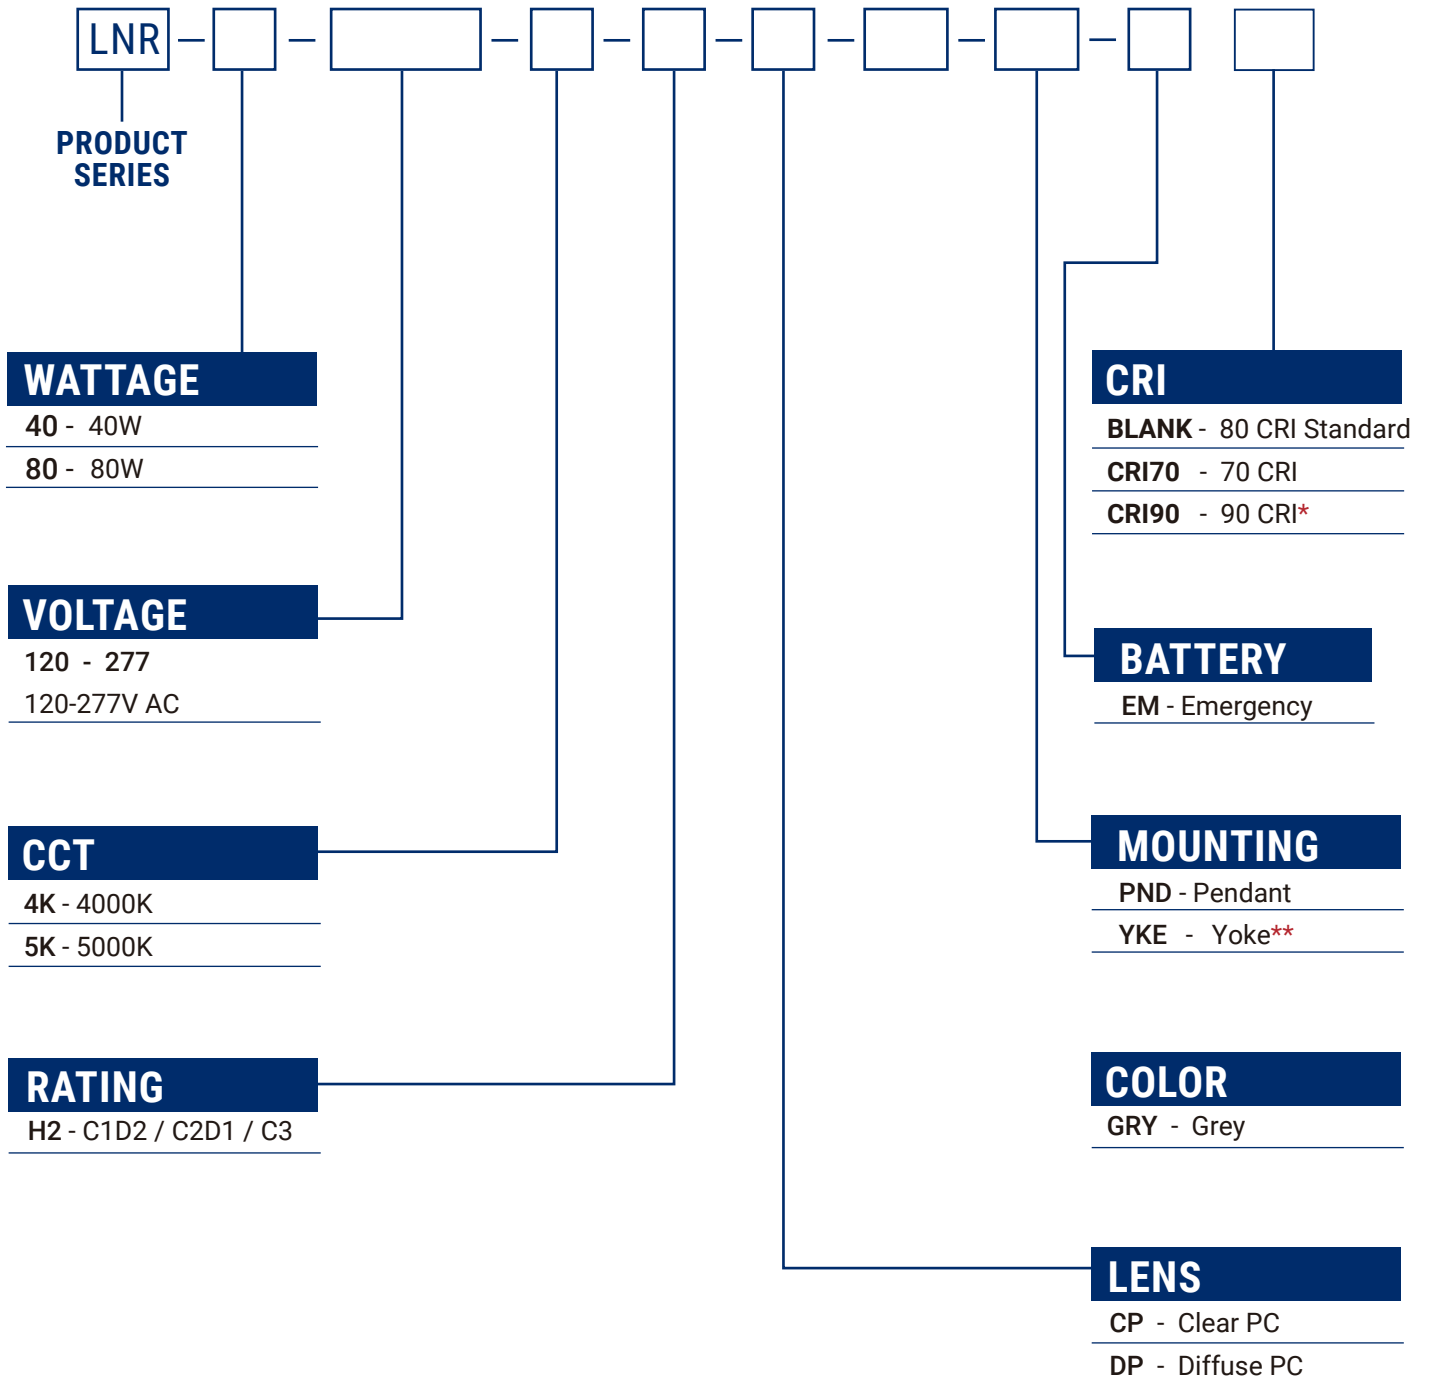 LNR
PRODUCT
SERIES
WATTAGE
40 - 40W
80 - 80W
VOLTAGE
120 - 277
120-277V AC
CCT
4K - 4000K
5K - 5000K
RATING
H2 - C1D2 / C2D1 / C3
CRI
BLANK - 80 CRI Standard
CRI70 - 70 CRI
CRI90 - 90 CRI*
BATTERY
EM - Emergency
MOUNTING
PND - Pendant
YKE - Yoke**
COLOR
GRY - Grey
LENS
CP - Clear PC
DP - Diffuse PC